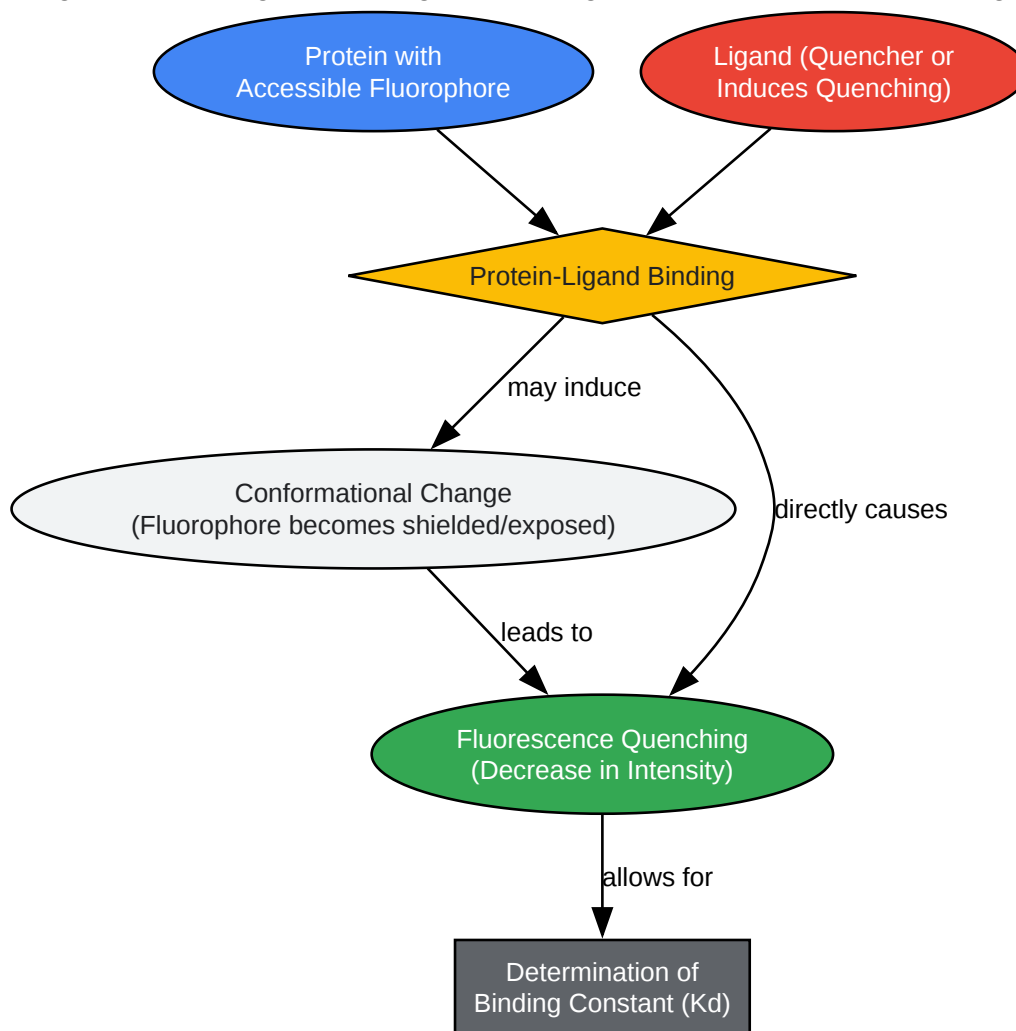 Protein with
Accessible Fluorophore
Ligand (Quencher or
Induces Quenching)
Protein-Ligand Binding
may induce
Conformational Change
(Fluorophore becomes shielded/exposed)
directly causes
leads to
Fluorescence Quenching
(Decrease in Intensity)
allows for
Determination of
Binding Constant (Kd)